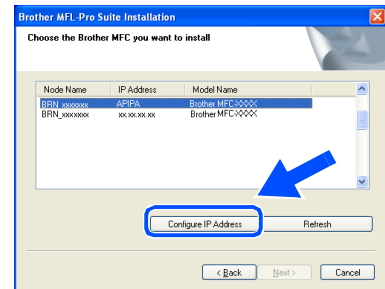 Brother MFL-Pro Suite Installation
Choose the Brother MFC you want to install
Node Name IP Address Model Name
BRN_xxxxxx APIPA Brother MFC-XXXX
BRN_xxxxxx xx.xx.xx.xx Brother MFC-XXXX
Configure IP Address Refresh
< Back Next > Cancel